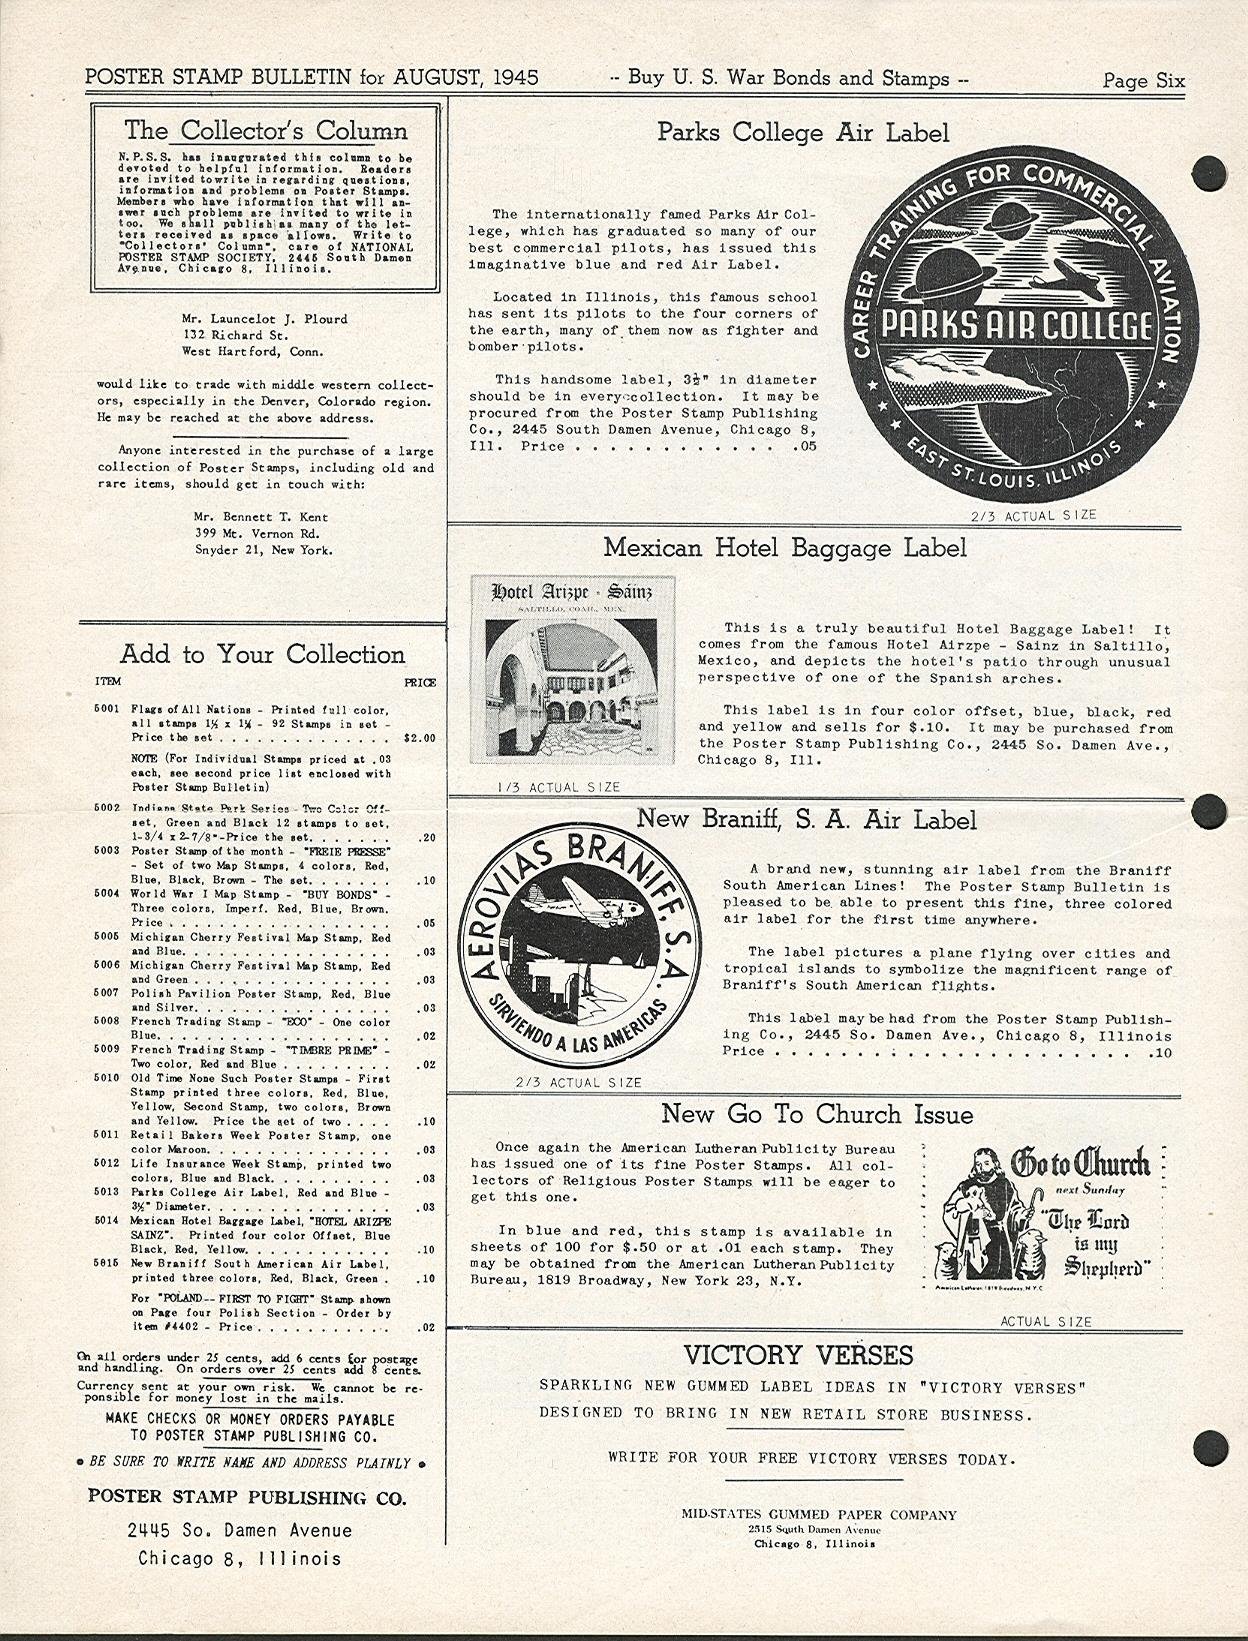 POSTER STAMP BULLETIN for AUGUST, 1945 -- Buy U. S. War Bonds and Stamps -- Page Six
The Collector's Column
N.P.S.S. has inaugurated this column to be
devoted to helpful information. Readers
are invited towrite in regarding questions,
information and problems on Poster Stamps.
Members who have information that will an-
swer such problems are invited to write in
too. We shall publish as many of the let-
ters received as space allows. Write to
"Collectors' Column", care of NATIONAL
POSTER STAMP SOCIETY, 2445 South Damen
Avenue, Chicago 8, Illinois.
Mr. Launcelot J. Plourd
132 Richard St.
West Hartford, Conn.
would like to trade with middle western collect-
ors, especially in the Denver, Colorado region.
He may be reached at the above address.
Anyone interested in the purchase of a large
collection of Poster Stamps, including old and
rare items, should get in touch with:
Mr. Bennett T. Kent
399 Mt. Vernon Rd.
Snyder 21, New York.
Add to Your Collection
ITEM PRICE
5001 Flags of All Nations - Printed full color,
all stamps 1½ x 1¼ - 92 Stamps in set -
Price the set . . . . . . . . . . . . . . $2.00
NOTE (For Individual Stamps priced at .03
each, see second price list enclosed with
Poster Stamp Bulletin)
5002 Indiana State Park Series - Two Color Off-
set, Green and Black 12 stamps to set,
1-3/4 x 2-7/8"-Price the set. . . . . . . .20
5003 Poster Stamp of the month - "FREIE PRESSE"
- Set of two Map Stamps, 4 colors, Red,
Blue, Black, Brown - The set. . . . . . . .10
5004 World War I Map Stamp - "BUY BONDS" -
Three colors, Imperf. Red, Blue, Brown.
Price . . . . . . . . . . . . . . . . . . .05
5005 Michigan Cherry Festival Map Stamp, Red
and Blue. . . . . . . . . . . . . . . . . .03
5006 Michigan Cherry Festival Map Stamp, Red
and Green . . . . . . . . . . . . . . . . .03
5007 Polish Pavilion Poster Stamp, Red, Blue
and Silver. . . . . . . . . . . . . . . . .03
5008 French Trading Stamp - "ECO" - One color
Blue. . . . . . . . . . . . . . . . . . . .02
5009 French Trading Stamp - "TIMBRE PRIME" -
Two color, Red and Blue . . . . . . . . . .02
5010 Old Time None Such Poster Stamps - First
Stamp printed three colors, Red, Blue,
Yellow, Second Stamp, two colors, Brown
and Yellow. Price the set of two . . . . .10
5011 Retail Bakers Week Poster Stamp, one
color Maroon. . . . . . . . . . . . . . . .03
5012 Life Insurance Week Stamp, printed two
colors, Blue and Black. . . . . . . . . . .03
5013 Parks College Air Label, Red and Blue -
3½" Diameter. . . . . . . . . . . . . . . .03
5014 Mexican Hotel Baggage Label, "HOTEL ARIZPE
SAINZ". Printed four color Offset, Blue
Black, Red, Yellow. . . . . . . . . . . . .10
5015 New Braniff South American Air Label,
printed three colors, Red, Black, Green . .10
For "POLAND-- FIRST TO FIGHT" Stamp shown
on Page four Polish Section - Order by
item #4402 - Price . . . . . . . . . . . .02
On all orders under 25 cents, add 6 cents for postage
and handling. On orders over 25 cents add 8 cents.
Currency sent at your own risk. We cannot be re-
ponsible for money lost in the mails.
MAKE CHECKS OR MONEY ORDERS PAYABLE
TO POSTER STAMP PUBLISHING CO.
• BE SURE TO WRITE NAME AND ADDRESS PLAINLY •
POSTER STAMP PUBLISHING CO.
2445 So. Damen Avenue
Chicago 8, Illinois
Parks College Air Label
The internationally famed Parks Air Col-
lege, which has graduated so many of our
best commercial pilots, has issued this
imaginative blue and red Air Label.
Located in Illinois, this famous school
has sent its pilots to the four corners of
the earth, many of them now as fighter and
bomber pilots.
This handsome label, 3½" in diameter
should be in every collection. It may be
procured from the Poster Stamp Publishing
Co., 2445 South Damen Avenue, Chicago 8,
Ill. Price . . . . . . . . . . . . .05
CAREER TRAINING FOR COMMERCIAL AVIATION
PARKS AIR COLLEGE
EAST ST. LOUIS, ILLINOIS
2/3 ACTUAL SIZE
Mexican Hotel Baggage Label
Hotel Arizpe - Sáinz
SALTILLO, COAH., MEX.
1/3 ACTUAL SIZE
This is a truly beautiful Hotel Baggage Label! It
comes from the famous Hotel Airzpe - Sainz in Saltillo,
Mexico, and depicts the hotel's patio through unusual
perspective of one of the Spanish arches.
This label is in four color offset, blue, black, red
and yellow and sells for $.10. It may be purchased from
the Poster Stamp Publishing Co., 2445 So. Damen Ave.,
Chicago 8, Ill.
New Braniff, S. A. Air Label
AEROVIAS BRANIFF, S.A.
SIRVIENDO A LAS AMERICAS
2/3 ACTUAL SIZE
A brand new, stunning air label from the Braniff
South American Lines! The Poster Stamp Bulletin is
pleased to be able to present this fine, three colored
air label for the first time anywhere.
The label pictures a plane flying over cities and
tropical islands to symbolize the magnificent range of
Braniff's South American flights.
This label may be had from the Poster Stamp Publish-
ing Co., 2445 So. Damen Ave., Chicago 8, Illinois
Price . . . . . . . . . . . . . . . . . . . . . .10
New Go To Church Issue
Once again the American Lutheran Publicity Bureau
has issued one of its fine Poster Stamps. All col-
lectors of Religious Poster Stamps will be eager to
get this one.
In blue and red, this stamp is available in
sheets of 100 for $.50 or at .01 each stamp. They
may be obtained from the American Lutheran Publicity
Bureau, 1819 Broadway, New York 23, N.Y.
Go to Church
next Sunday
"The Lord
is my
Shepherd"
American Lutheran 1819 Broadway, N.Y.C
ACTUAL SIZE
VICTORY VERSES
SPARKLING NEW GUMMED LABEL IDEAS IN "VICTORY VERSES"
DESIGNED TO BRING IN NEW RETAIL STORE BUSINESS.
WRITE FOR YOUR FREE VICTORY VERSES TODAY.
MID-STATES GUMMED PAPER COMPANY
2515 South Damen Avenue
Chicago 8, Illinois